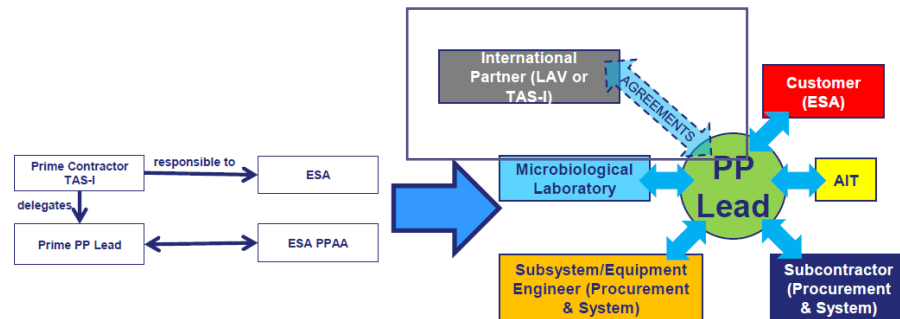 Prime Contractor
TAS-I
responsible to
ESA
delegates
Prime PP Lead
ESA PPAA
International
Partner (LAV or
TAS-I)
AGREEMENTS
Customer
(ESA)
Microbiological
Laboratory
PP
Lead
AIT
Subsystem/Equipment
Engineer (Procurement
& System)
Subcontractor
(Procurement
& System)